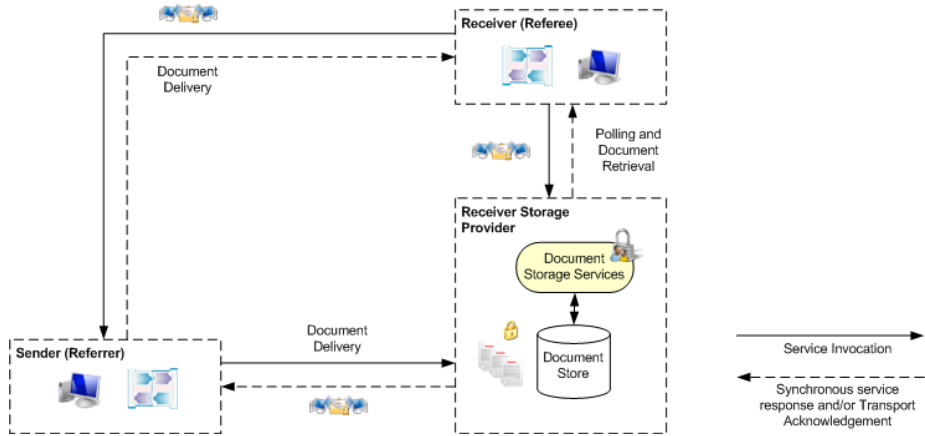 Receiver (Referee)
Document
Delivery
Polling and
Document
Retrieval
Receiver Storage
Provider
Document
Storage Services
Document
Store
Document
Delivery
Sender (Referrer)
Service Invocation
Synchronous service
response and/or Transport
Acknowledgement